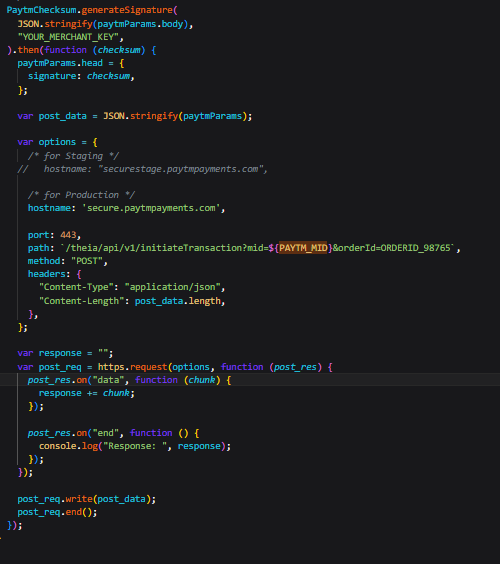 PaytmChecksum.generateSignature(
  JSON.stringify(paytmParams.body),
  "YOUR_MERCHANT_KEY",
).then(function (checksum) {
  paytmParams.head = {
    signature: checksum,
  };

  var post_data = JSON.stringify(paytmParams);

  var options = {
    /* for Staging */
//   hostname: "securestage.paytmpayments.com",

    /* for Production */
    hostname: 'secure.paytmpayments.com',

    port: 443,
    path: `/theia/api/v1/initiateTransaction?mid=${PAYTM_MID}&orderId=ORDERID_98765`,
    method: "POST",
    headers: {
      "Content-Type": "application/json",
      "Content-Length": post_data.length,
    },
  };

  var response = "";
  var post_req = https.request(options, function (post_res) {
    post_res.on("data", function (chunk) {
      response += chunk;
    });

    post_res.on("end", function () {
      console.log("Response: ", response);
    });
  });

  post_req.write(post_data);
  post_req.end();
});